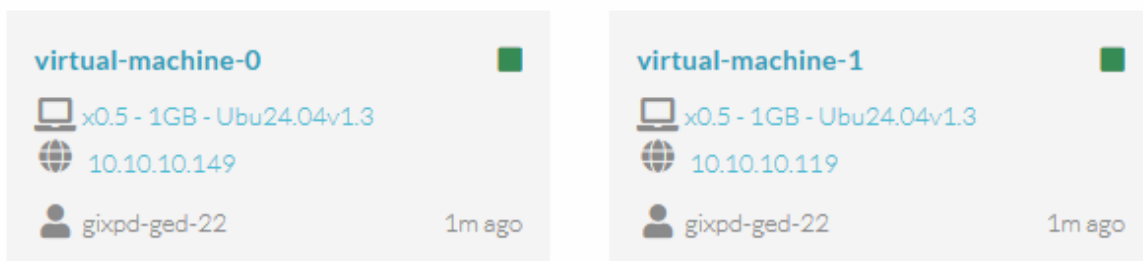 virtual-machine-0
x0.5 - 1GB - Ubu24.04v1.3
10.10.10.149
gixpd-ged-22 1m ago
virtual-machine-1
x0.5 - 1GB - Ubu24.04v1.3
10.10.10.119
gixpd-ged-22 1m ago